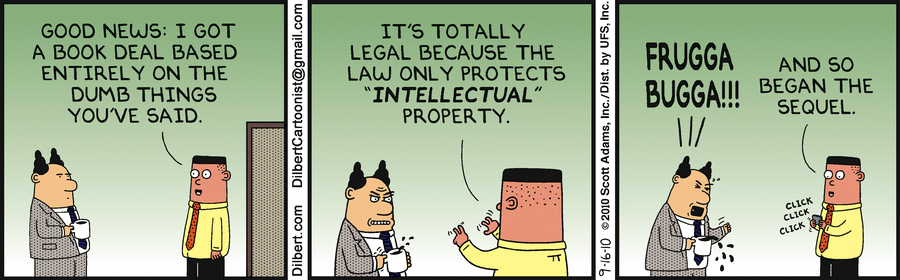 GOOD NEWS: I GOT
A BOOK DEAL BASED
ENTIRELY ON THE
DUMB THINGS
YOU'VE SAID.
Dilbert.com DilbertCartoonist@gmail.com
IT'S TOTALLY
LEGAL BECAUSE THE
LAW ONLY PROTECTS
"INTELLECTUAL"
PROPERTY.
9-16-10 © 2010 Scott Adams, Inc./Dist. by UFS, Inc.
FRUGGA
BUGGA!!!
AND SO
BEGAN THE
SEQUEL.
CLICK
CLICK
CLICK